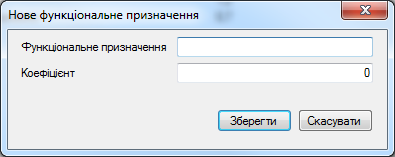 Нове функціональне призначення
Функціональне призначення
Коефіцієнт
0
Зберегти
Скасувати